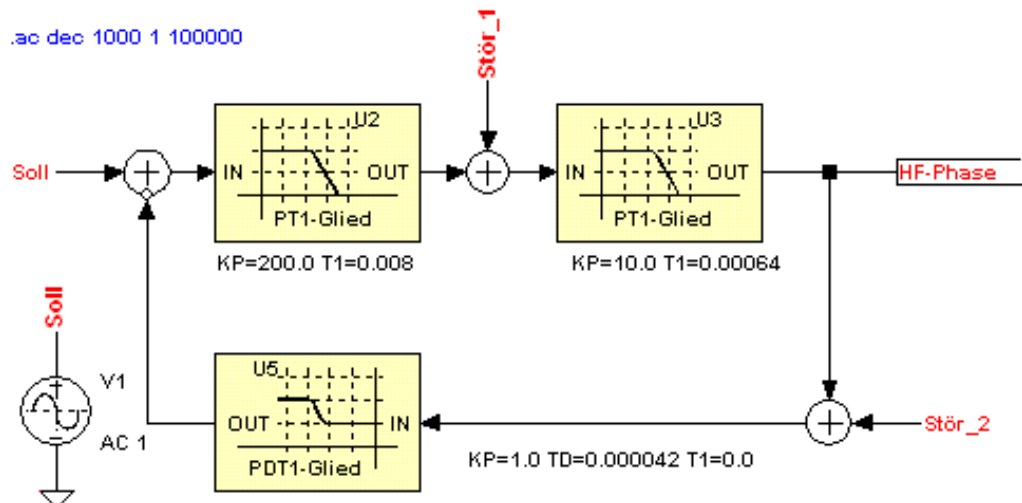 .ac dec 1000 1 100000
Stör_1
U2
U3
Soll
IN
OUT
IN
OUT
HF-Phase
PT1-Glied
PT1-Glied
KP=200.0 T1=0.008
KP=10.0 T1=0.00064
Soll
V1
AC 1
U5
OUT
IN
PDT1-Glied
Stör_2
KP=1.0 TD=0.000042 T1=0.0